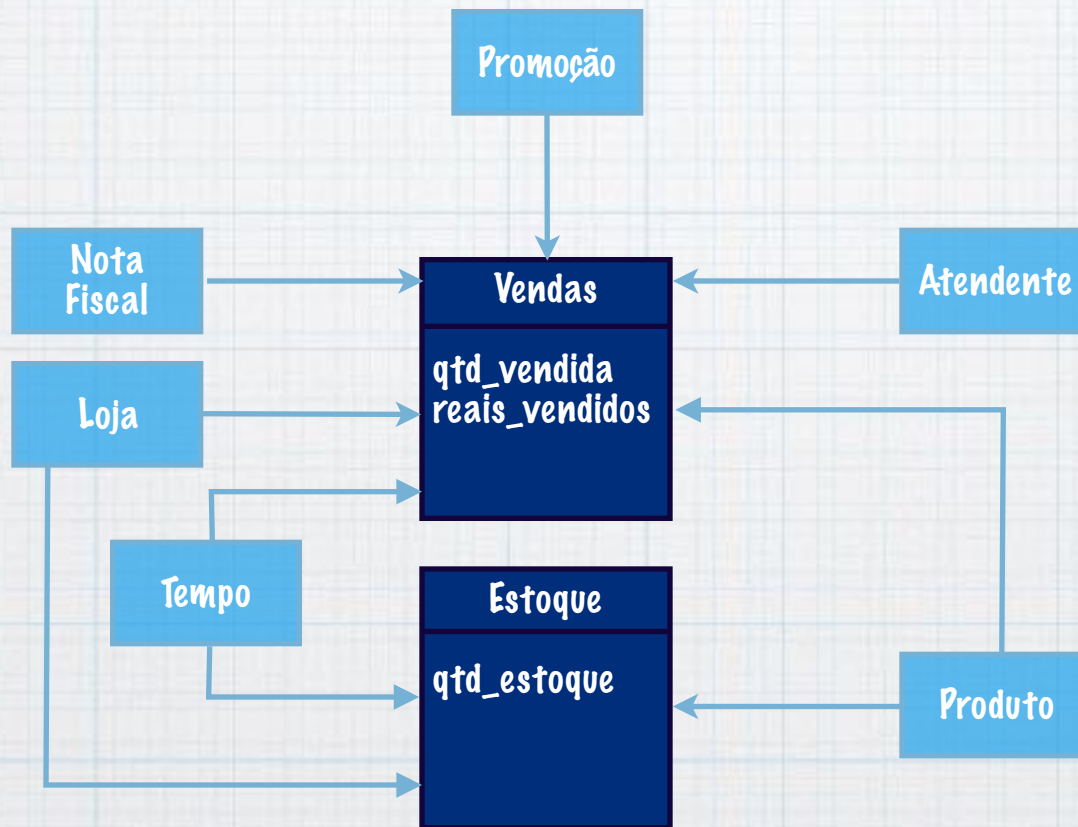 Promoção
Nota
Fiscal
Vendas
Atendente
qtd_vendida
reais_vendidos
Loja
Tempo
Estoque
qtd_estoque
Produto